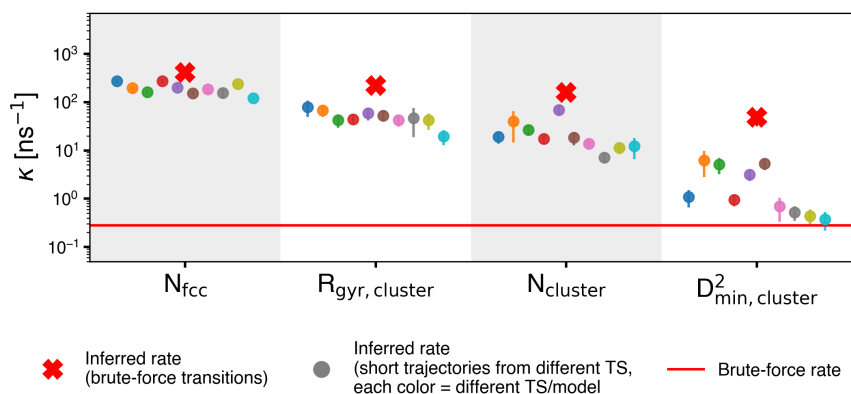 κ [ns⁻¹]
10³
10²
10¹
10⁰
10⁻¹
N_fcc
R_gyr, cluster
N_cluster
D²_min, cluster
Inferred rate
(brute-force transitions)
Inferred rate
(short trajectories from different TS,
each color = different TS/model
Brute-force rate